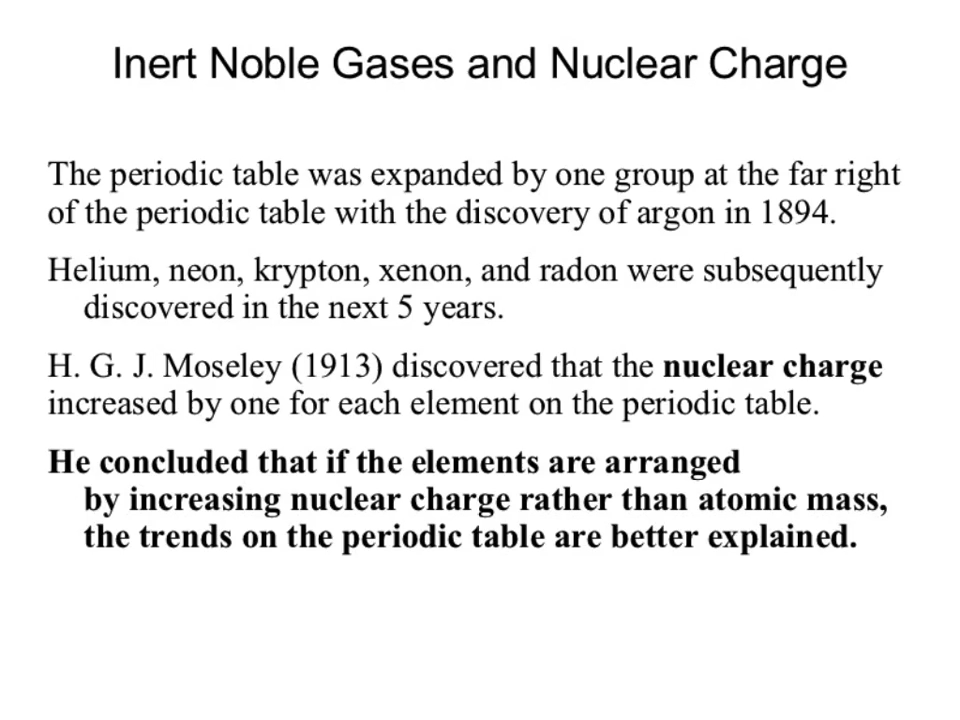 Inert Noble Gases and Nuclear Charge
The periodic table was expanded by one group at the far right
of the periodic table with the discovery of argon in 1894.
Helium, neon, krypton, xenon, and radon were subsequently
discovered in the next 5 years.
H. G. J. Moseley (1913) discovered that the nuclear charge
increased by one for each element on the periodic table.
He concluded that if the elements are arranged
by increasing nuclear charge rather than atomic mass,
the trends on the periodic table are better explained.